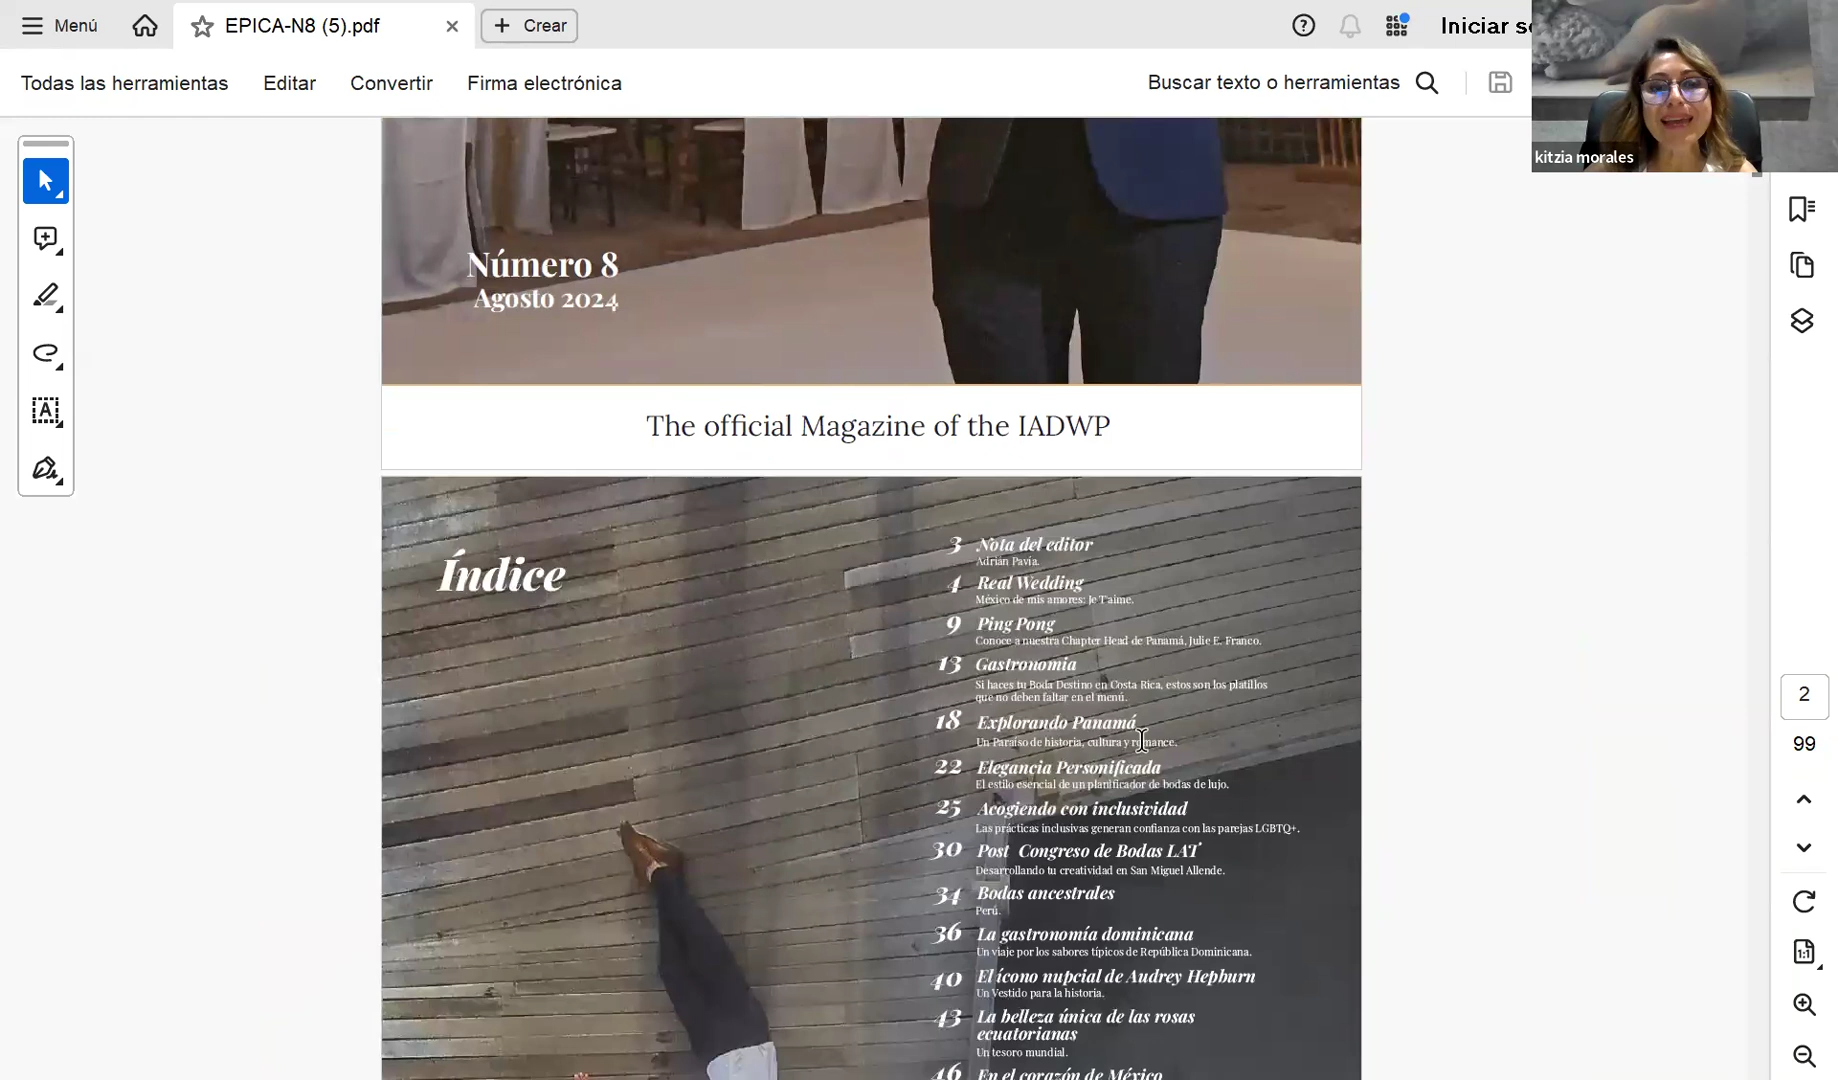 Menú
EPICA-N8 (5).pdf
Crear
Iniciar se
Todas las herramientas
Editar
Convertir
Firma electrónica
Buscar texto o herramientas
kitzia morales
Número 8
Agosto 2024
The official Magazine of the IADWP
Índice
3 Nota del editor
Adrián Pavia.
4 Real Wedding
México de mis amores: Je T'aime.
9 Ping Pong
Conoce a nuestra Chapter Head de Panamá, Julie E. Franco.
13 Gastronomia
Si haces tu Boda Destino en Costa Rica, estos son los platillos
que no deben faltar en el menú.
18 Explorando Panamá
Un Paraíso de historia, cultura y romance.
22 Elegancia Personificada
El estilo esencial de un planificador de bodas de lujo.
25 Acogiendo con inclusividad
Las prácticas inclusivas generan confianza con las parejas LGBTQ+.
30 Post Congreso de Bodas LAT
Desarrollando tu creatividad en San Miguel Allende.
34 Bodas ancestrales
Perú.
36 La gastronomía dominicana
Un viaje por los sabores típicos de República Dominicana.
40 El ícono nupcial de Audrey Hepburn
Un Vestido para la historia.
43 La belleza única de las rosas
ecuatorianas
Un tesoro mundial.
46 En el corazón de México
2
99
1:1